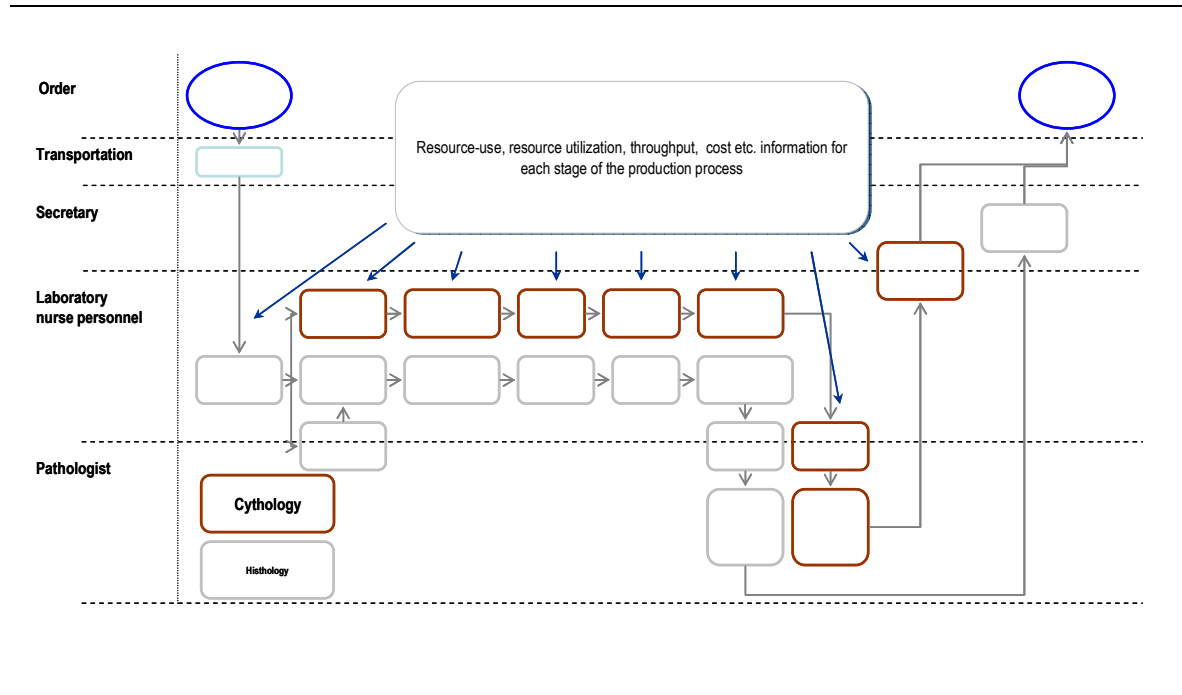 Order
Transportation
Resource-use, resource utilization, throughput, cost etc. information for
each stage of the production process
Secretary
Laboratory
nurse personnel
Pathologist
Cythology
Histhology